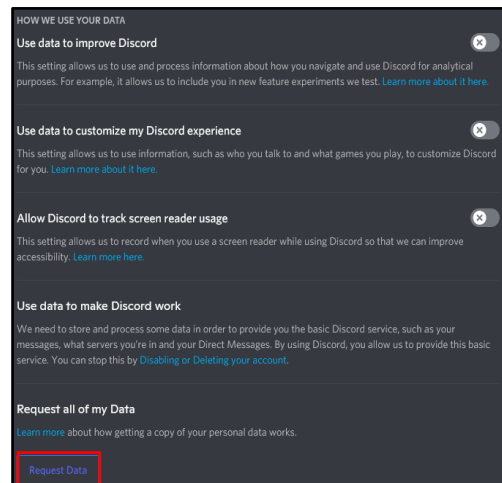 HOW WE USE YOUR DATA
Use data to improve Discord
This setting allows us to use and process information about how you navigate and use Discord for analytical
purposes. For example, it allows us to include you in new feature experiments we test. Learn more about it here.
Use data to customize my Discord experience
This setting allows us to use information, such as who you talk to and what games you play, to customize Discord
for you. Learn more about it here.
Allow Discord to track screen reader usage
This setting allows us to record when you use a screen reader while using Discord so that we can improve
accessibility. Learn more here.
Use data to make Discord work
We need to store and process some data in order to provide you the basic Discord service, such as your
messages, what servers you're in and your Direct Messages. By using Discord, you allow us to provide this basic
service. You can stop this by Disabling or Deleting your account.
Request all of my Data
Learn more about how getting a copy of your personal data works.
Request Data